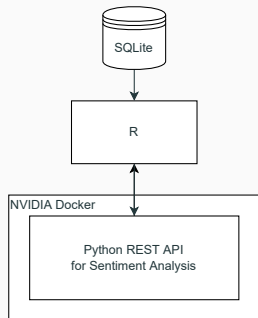 SQLite
R
NVIDIA Docker
Python REST API
for Sentiment Analysis